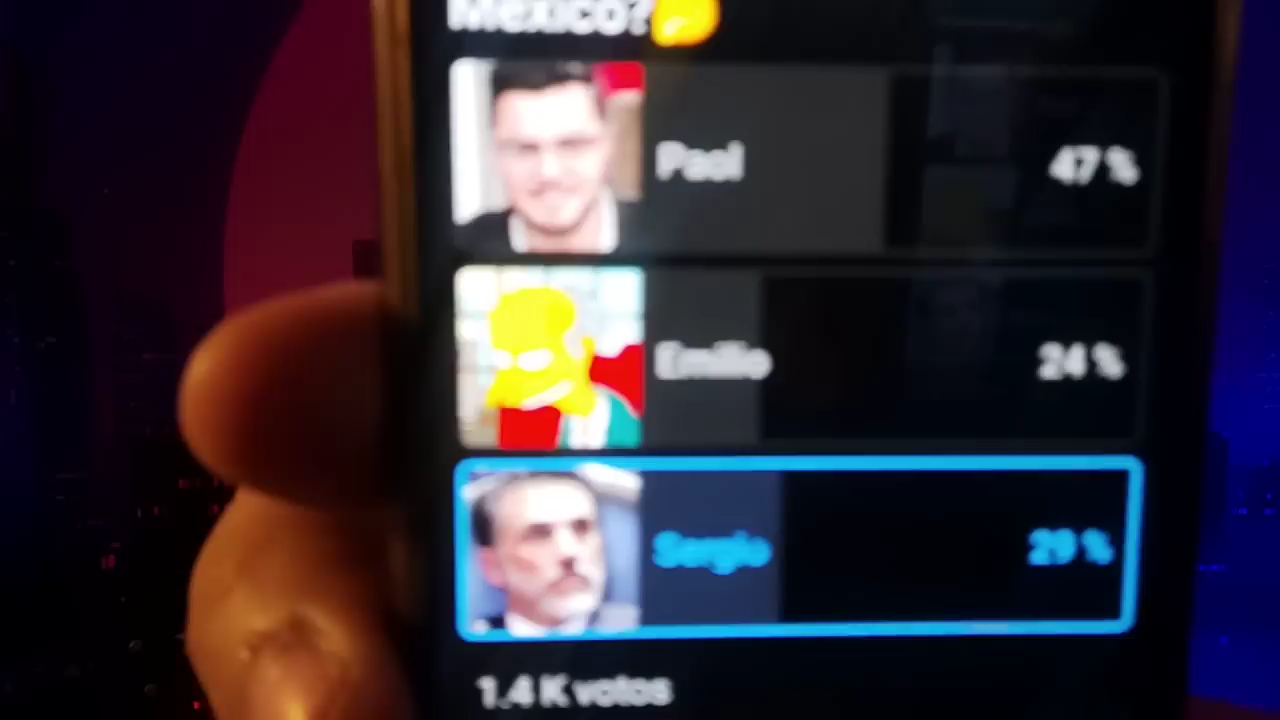 Mexico?🤔
Paol
47 %
Emilio
24 %
Sergio
29 %
1.4 K votos